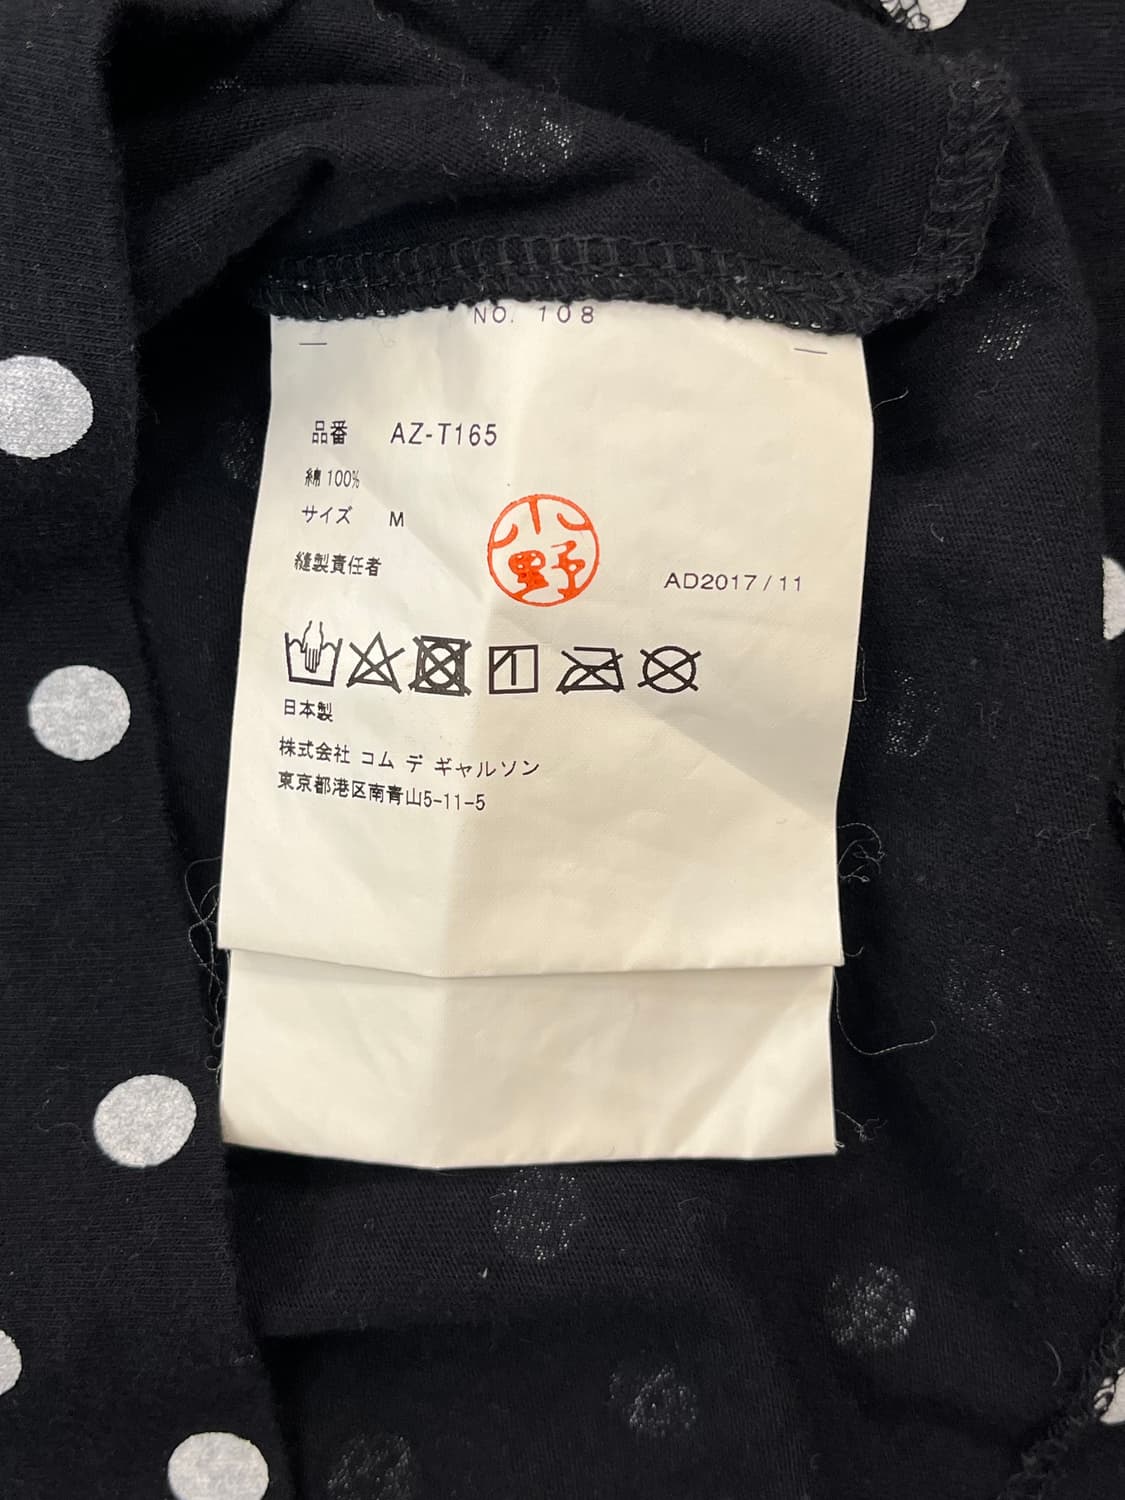 NO. 108
品番 AZ-T165
綿 100%
サイズ M
小野
縫製責任者
AD2017/11
日本製
株式会社 コム デ ギャルソン
東京都港区南青山5-11-5